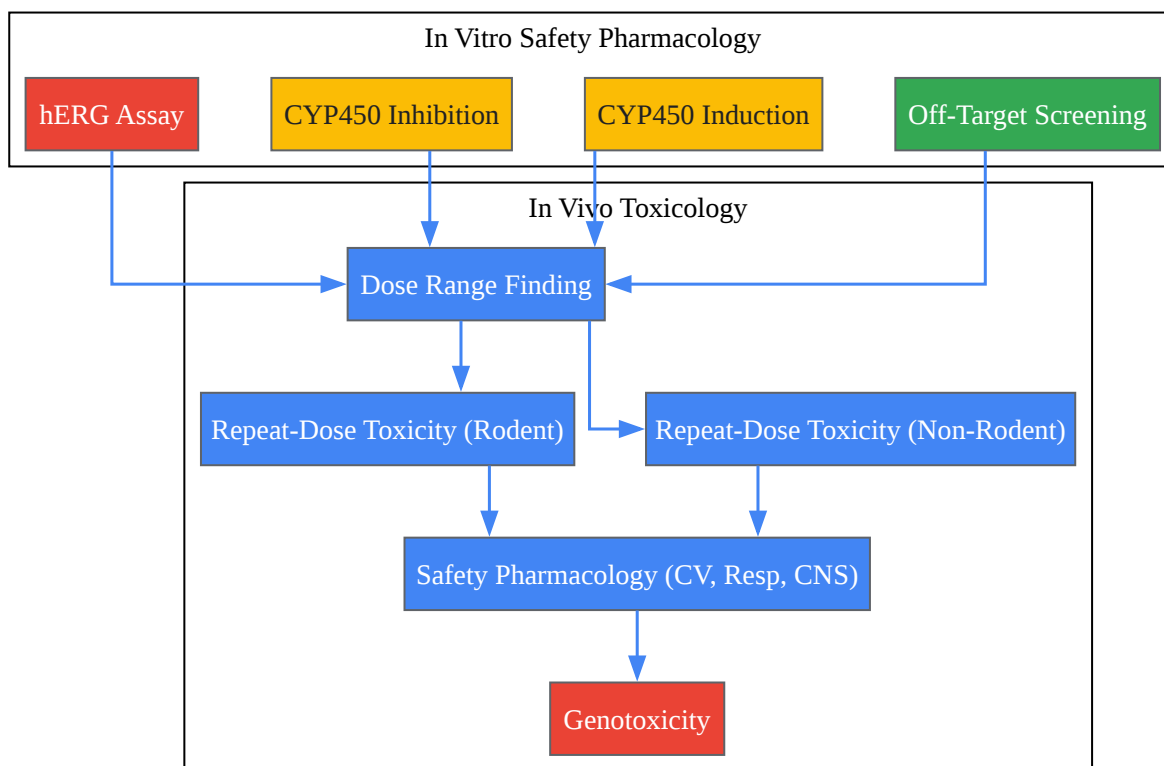 In Vitro Safety Pharmacology
hERG Assay
CYP450 Inhibition
CYP450 Induction
Off-Target Screening
In Vivo Toxicology
Dose Range Finding
Repeat-Dose Toxicity (Rodent)
Repeat-Dose Toxicity (Non-Rodent)
Safety Pharmacology (CV, Resp, CNS)
Genotoxicity